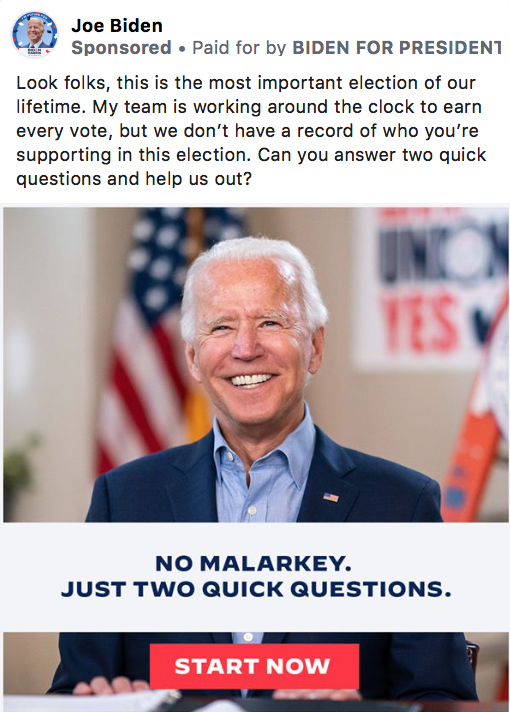 Joe Biden
Sponsored • Paid for by BIDEN FOR PRESIDENT
Look folks, this is the most important election of our
lifetime. My team is working around the clock to earn
every vote, but we don’t have a record of who you’re
supporting in this election. Can you answer two quick
questions and help us out?
UNION
YES
NO MALARKEY.
JUST TWO QUICK QUESTIONS.
START NOW